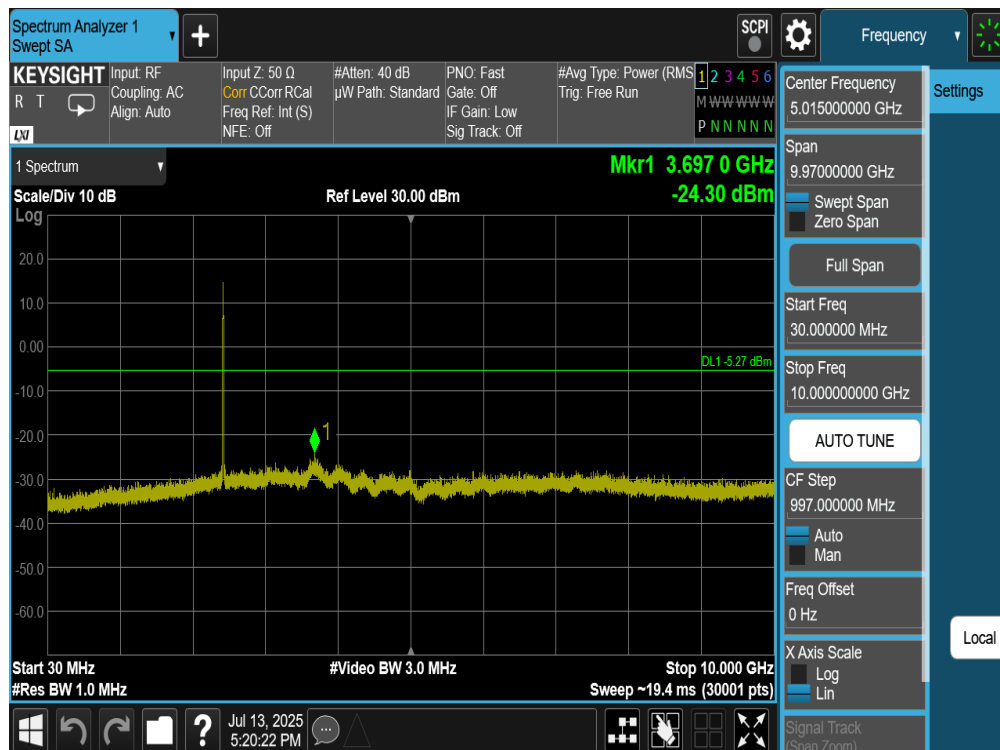 Spectrum Analyzer 1
Swept SA
+
SCPI
Frequency
KEYSIGHT
R T
LXI
Input: RF
Coupling: AC
Align: Auto
Input Z: 50 Ω
Corr CCorr RCal
Freq Ref: Int (S)
NFE: Off
#Atten: 40 dB
µW Path: Standard
PNO: Fast
Gate: Off
IF Gain: Low
Sig Track: Off
#Avg Type: Power (RMS
Trig: Free Run
1 2 3 4 5 6
M W W W W W W
P N N N N N
1 Spectrum
Mkr1 3.697 0 GHz
-24.30 dBm
Scale/Div 10 dB
Ref Level 30.00 dBm
Log
20.0
10.0
0.00
DL1 -5.27 dBm
-10.0
1
-20.0
-30.0
-40.0
-50.0
-60.0
Start 30 MHz
#Video BW 3.0 MHz
Stop 10.000 GHz
#Res BW 1.0 MHz
Sweep ~19.4 ms (30001 pts)
Center Frequency
5.015000000 GHz
Span
9.97000000 GHz
Swept Span
Zero Span
Full Span
Start Freq
30.000000 MHz
Stop Freq
10.000000000 GHz
AUTO TUNE
CF Step
997.000000 MHz
Auto
Man
Freq Offset
0 Hz
X Axis Scale
Log
Lin
Signal Track
(Span Zoom)
Settings
Local
?
Jul 13, 2025
5:20:22 PM